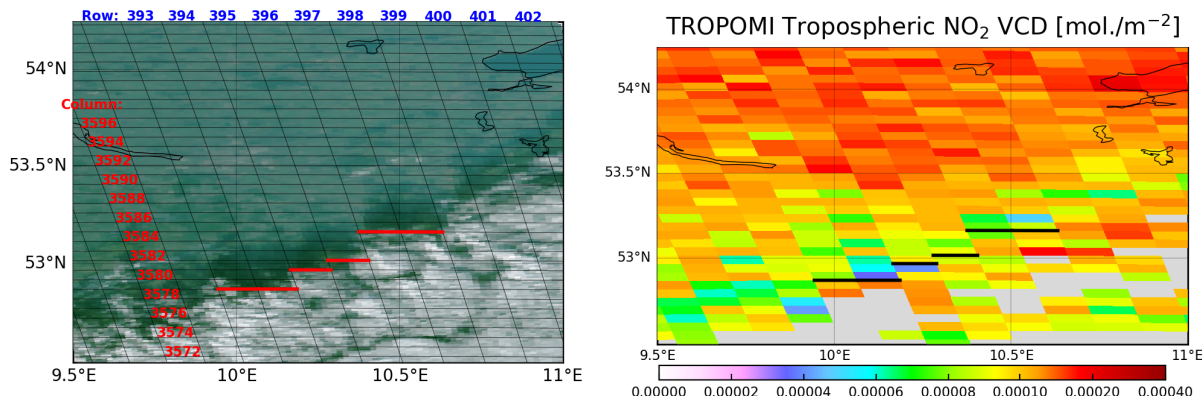 Row: 393 394 395 396 397 398 399 400 401 402
Column:
3596
3594
3592
3590
3588
3586
3584
3582
3580
3578
3576
3574
3572
54°N
53.5°N
53°N
9.5°E 10°E 10.5°E 11°E
TROPOMI Tropospheric NO₂ VCD [mol./m⁻²]
54°N
53.5°N
53°N
9.5°E 10°E 10.5°E 11°E
0.00000 0.00002 0.00006 0.00008 0.00010 0.00020 0.00040